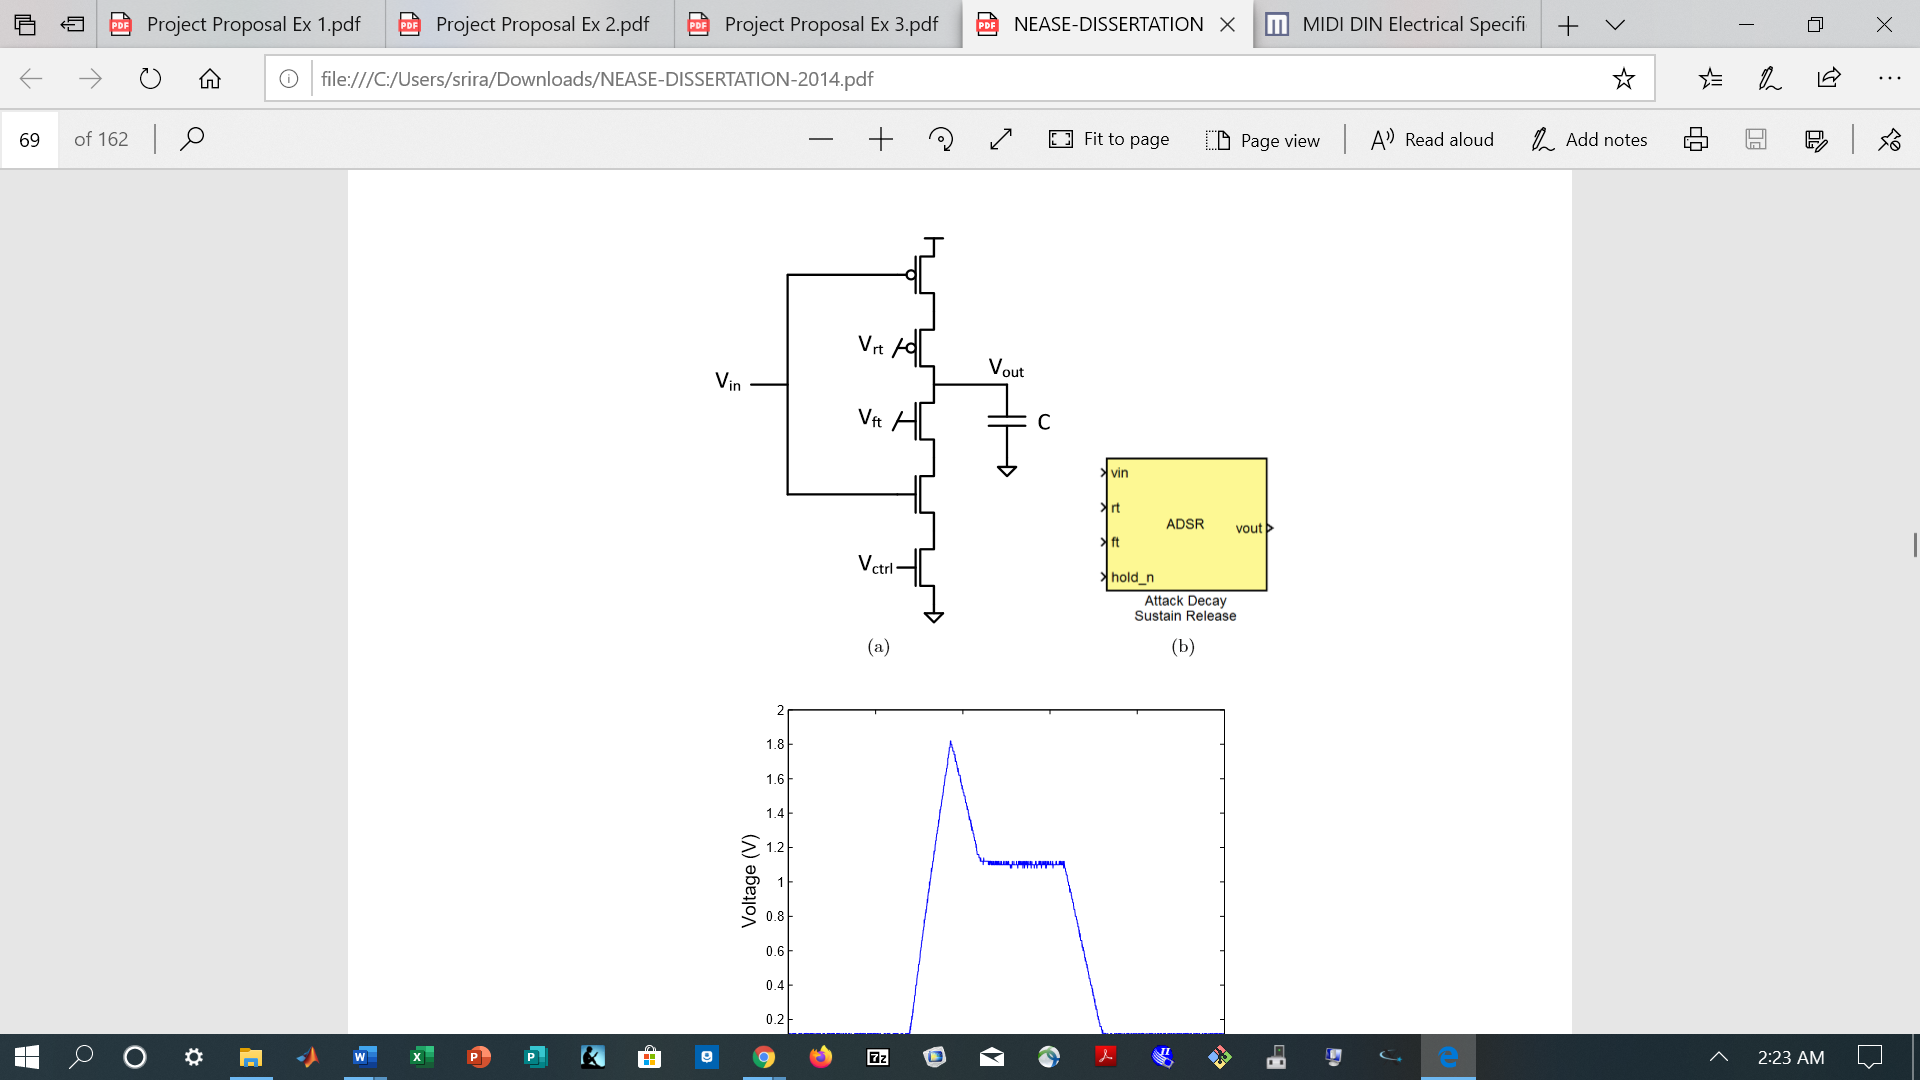 Project Proposal Ex 1.pdf
Project Proposal Ex 2.pdf
Project Proposal Ex 3.pdf
NEASE-DISSERTATION
MIDI DIN Electrical Specifi
file:///C:/Users/srira/Downloads/NEASE-DISSERTATION-2014.pdf
69 of 162
Fit to page
Page view
Read aloud
Add notes
Vrt
Vin
Vout
Vft
C
Vctrl
vin
rt
ft
hold_n
ADSR
vout
Attack Decay
Sustain Release
(a)
(b)
2
1.8
1.6
1.4
1.2
1
0.8
0.6
0.4
0.2
Voltage (V)
2:23 AM